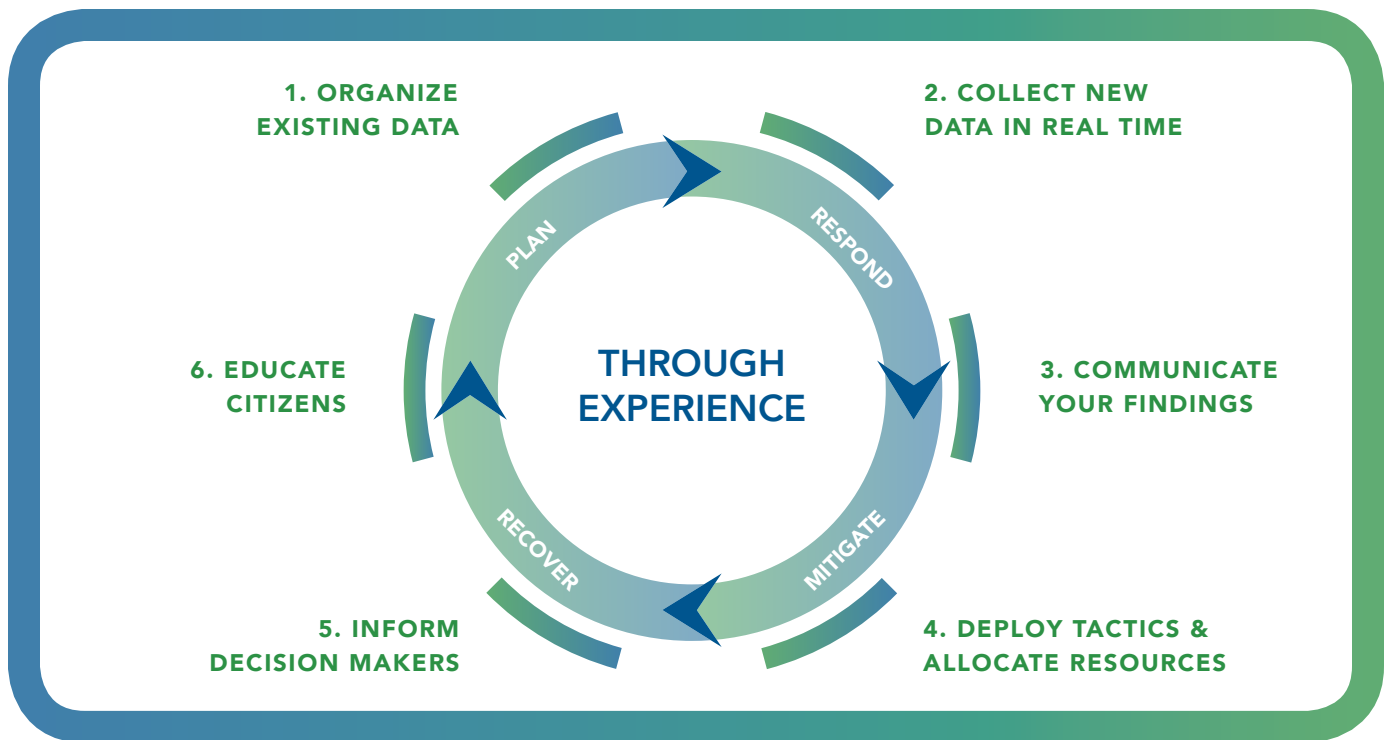 1. ORGANIZE
EXISTING DATA
2. COLLECT NEW
DATA IN REAL TIME
PLAN
RESPOND
THROUGH
EXPERIENCE
6. EDUCATE
CITIZENS
3. COMMUNICATE
YOUR FINDINGS
RECOVER
MITIGATE
5. INFORM
DECISION MAKERS
4. DEPLOY TACTICS &
ALLOCATE RESOURCES